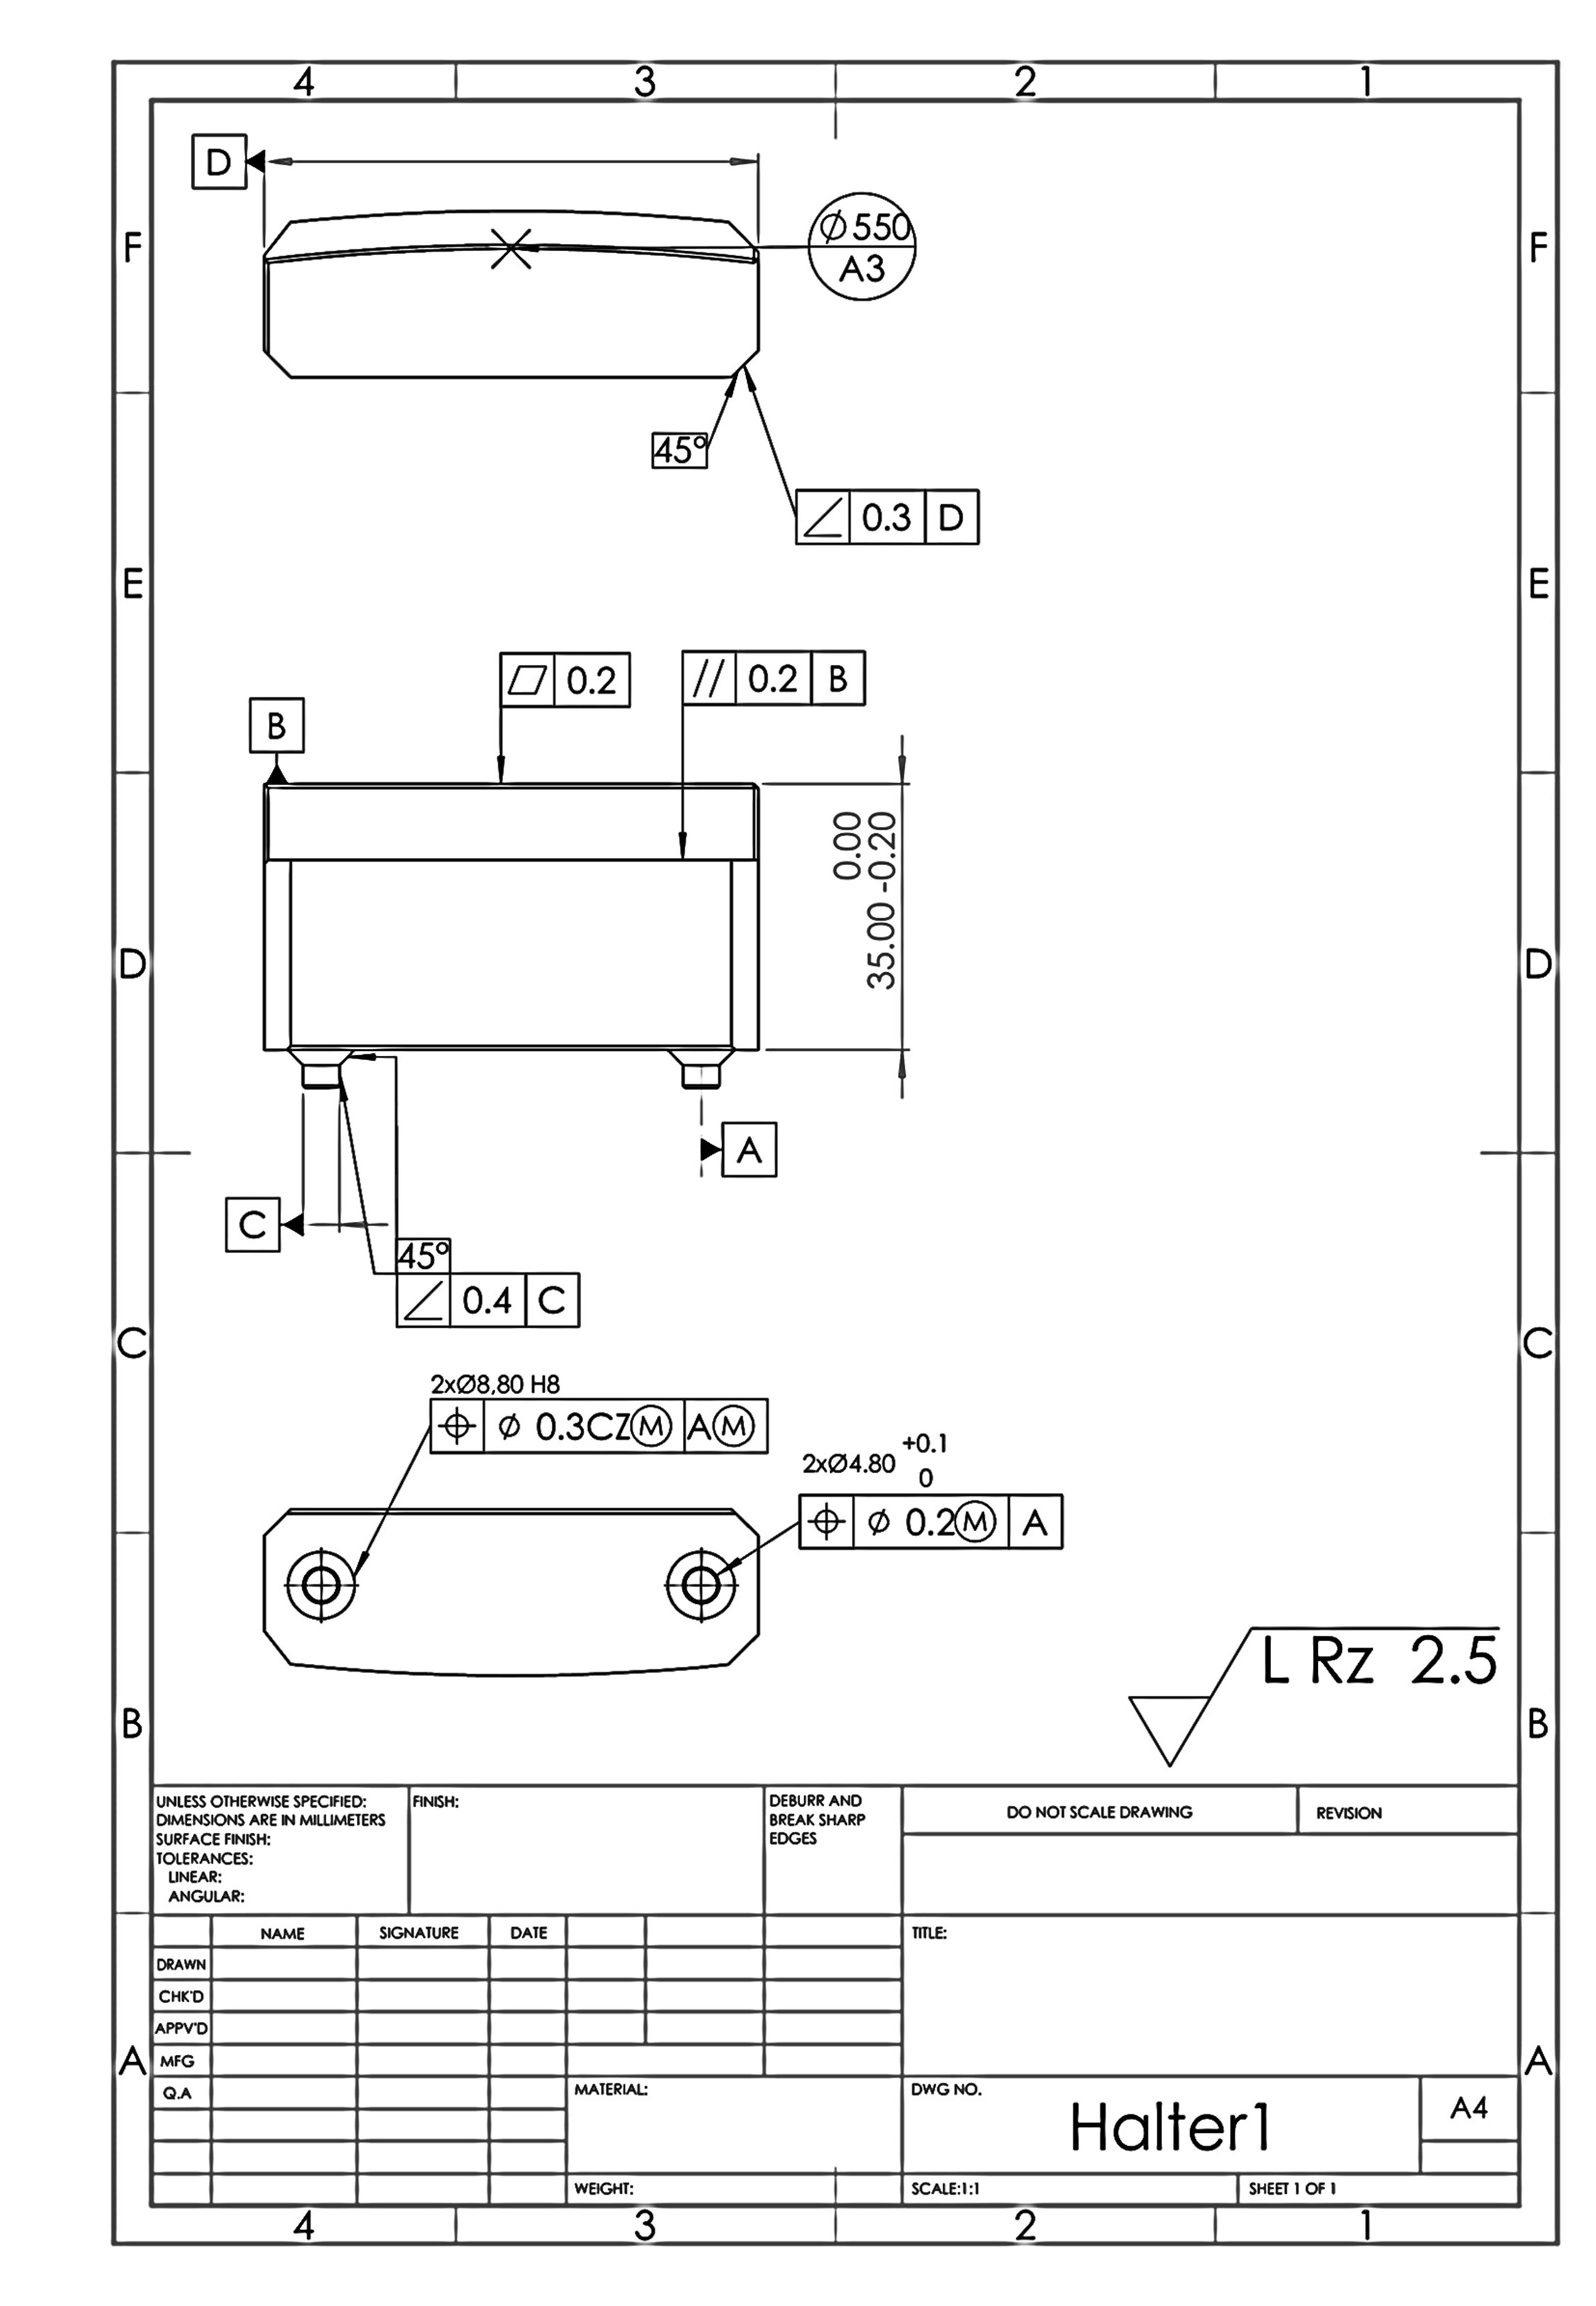 4 3 2 1
F F
D
⌀550
A3
45°
∠ 0.3 D
E E
⏥ 0.2
// 0.2 B
B
0.00
35.00 -0.20
D D
A
C
45°
∠ 0.4 C
C C
2xØ8,80 H8
⌖ ⌀ 0.3CZⓂ AⓂ
+0.1
2xØ4.80
0
⌖ ⌀ 0.2Ⓜ A
L Rz 2.5
B B
UNLESS OTHERWISE SPECIFIED:
DIMENSIONS ARE IN MILLIMETERS
SURFACE FINISH:
TOLERANCES:
LINEAR:
ANGULAR:
FINISH:
DEBURR AND
BREAK SHARP
EDGES
DO NOT SCALE DRAWING
REVISION
NAME SIGNATURE DATE
DRAWN
CHK'D
APPV'D
MFG
Q.A
TITLE:
A A
MATERIAL:
DWG NO.
Halter1
A4
WEIGHT:
SCALE:1:1
SHEET 1 OF 1
4 3 2 1